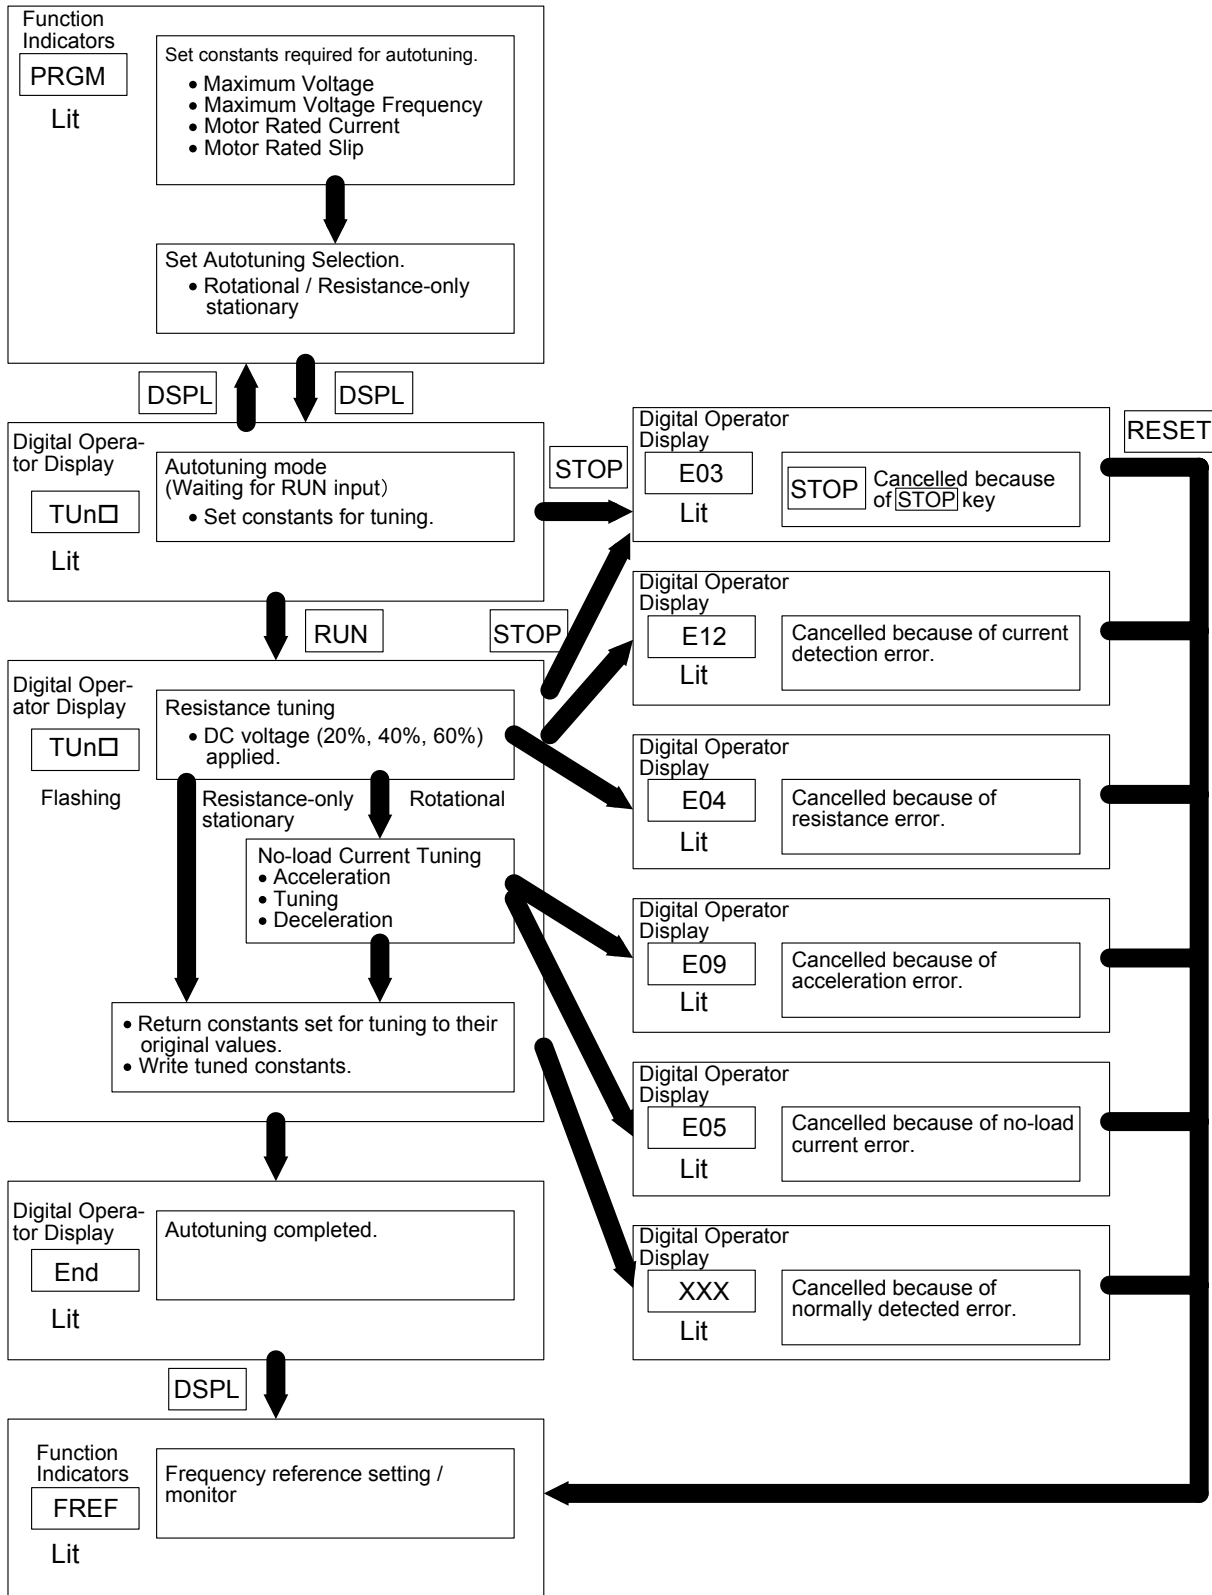 Function
Indicators
PRGM
Lit
Set constants required for autotuning.
• Maximum Voltage
• Maximum Voltage Frequency
• Motor Rated Current
• Motor Rated Slip
Set Autotuning Selection.
• Rotational / Resistance-only
stationary
DSPL
DSPL
Digital Opera-
tor Display
TUn□
Lit
Autotuning mode
(Waiting for RUN input)
• Set constants for tuning.
STOP
Digital Operator
Display
E03
Lit
STOP
Cancelled because
of STOP key
RESET
RUN
STOP
Digital Operator
Display
E12
Lit
Cancelled because of current
detection error.
Digital Oper-
ator Display
TUn□
Flashing
Resistance tuning
• DC voltage (20%, 40%, 60%)
applied.
Resistance-only
stationary
Rotational
Digital Operator
Display
E04
Lit
Cancelled because of
resistance error.
No-load Current Tuning
• Acceleration
• Tuning
• Deceleration
Digital Operator
Display
E09
Lit
Cancelled because of
acceleration error.
• Return constants set for tuning to their
original values.
• Write tuned constants.
Digital Operator
Display
E05
Lit
Cancelled because of no-load
current error.
Digital Opera-
tor Display
End
Lit
Autotuning completed.
Digital Operator
Display
XXX
Lit
Cancelled because of
normally detected error.
DSPL
Function
Indicators
FREF
Lit
Frequency reference setting /
monitor